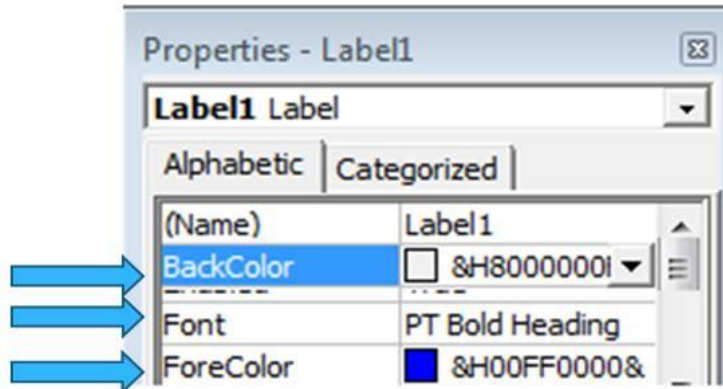 Properties - Label1
Label1 Label
Alphabetic Categorized
(Name) Label1
BackColor &H8000000
Font PT Bold Heading
ForeColor &H00FF0000&